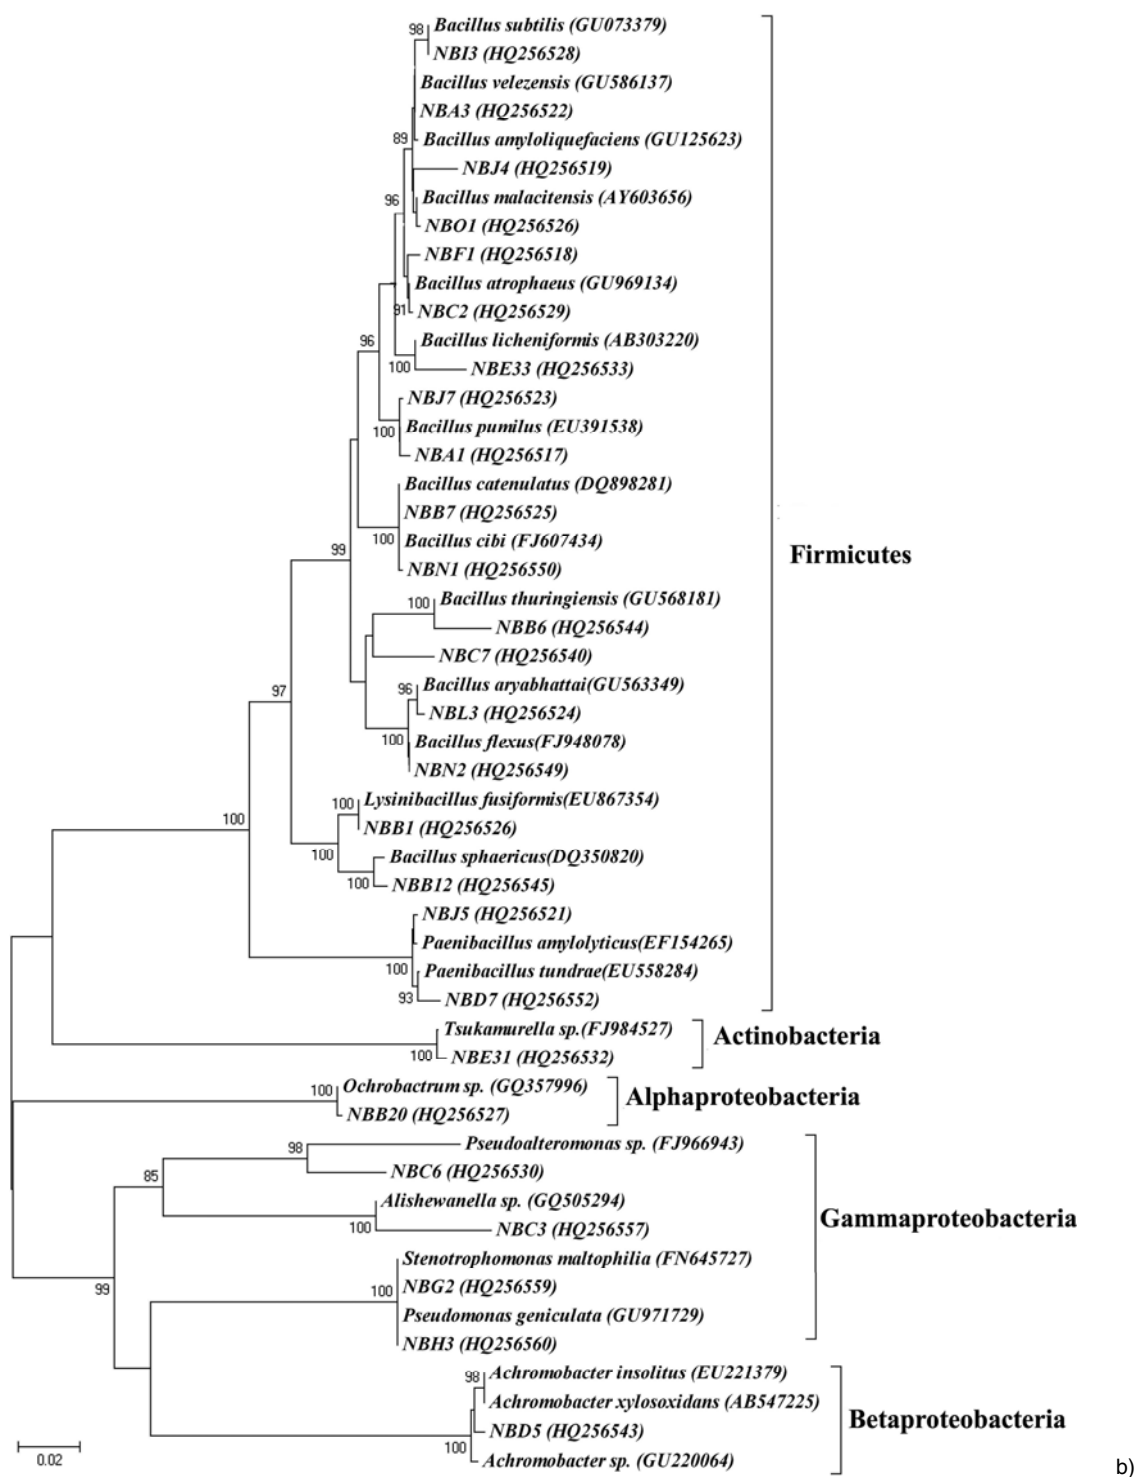 98
Bacillus subtilis (GU073379)
NBI3 (HQ256528)
Bacillus velezensis (GU586137)
NBA3 (HQ256522)
89
Bacillus amyloliquefaciens (GU125623)
NBJ4 (HQ256519)
96
Bacillus malacitensis (AY603656)
NBO1 (HQ256526)
NBF1 (HQ256518)
Bacillus atrophaeus (GU969134)
91
NBC2 (HQ256529)
96
Bacillus licheniformis (AB303220)
100
NBE33 (HQ256533)
NBJ7 (HQ256523)
Bacillus pumilus (EU391538)
100
NBA1 (HQ256517)
Bacillus catenulatus (DQ898281)
NBB7 (HQ256525)
100
Bacillus cibi (FJ607434)
99
Firmicutes
NBN1 (HQ256550)
100
Bacillus thuringiensis (GU568181)
NBB6 (HQ256544)
NBC7 (HQ256540)
97
96
Bacillus aryabhattai(GU563349)
NBL3 (HQ256524)
100
Bacillus flexus(FJ948078)
NBN2 (HQ256549)
100
Lysinibacillus fusiformis(EU867354)
100
NBB1 (HQ256526)
100
Bacillus sphaericus(DQ350820)
100
NBB12 (HQ256545)
NBJ5 (HQ256521)
Paenibacillus amylolyticus(EF154265)
100
Paenibacillus tundrae(EU558284)
93
NBD7 (HQ256552)
Tsukamurella sp.(FJ984527)
Actinobacteria
100
NBE31 (HQ256532)
100
Ochrobactrum sp. (GQ357996)
Alphaproteobacteria
NBB20 (HQ256527)
98
Pseudoalteromonas sp. (FJ966943)
85
NBC6 (HQ256530)
Alishewanella sp. (GQ505294)
100
NBC3 (HQ256557)
Gammaproteobacteria
99
Stenotrophomonas maltophilia (FN645727)
100
NBG2 (HQ256559)
Pseudomonas geniculata (GU971729)
NBH3 (HQ256560)
98
Achromobacter insolitus (EU221379)
Achromobacter xylosoxidans (AB547225)
Betaproteobacteria
NBD5 (HQ256543)
100
Achromobacter sp. (GU220064)
0.02
b)